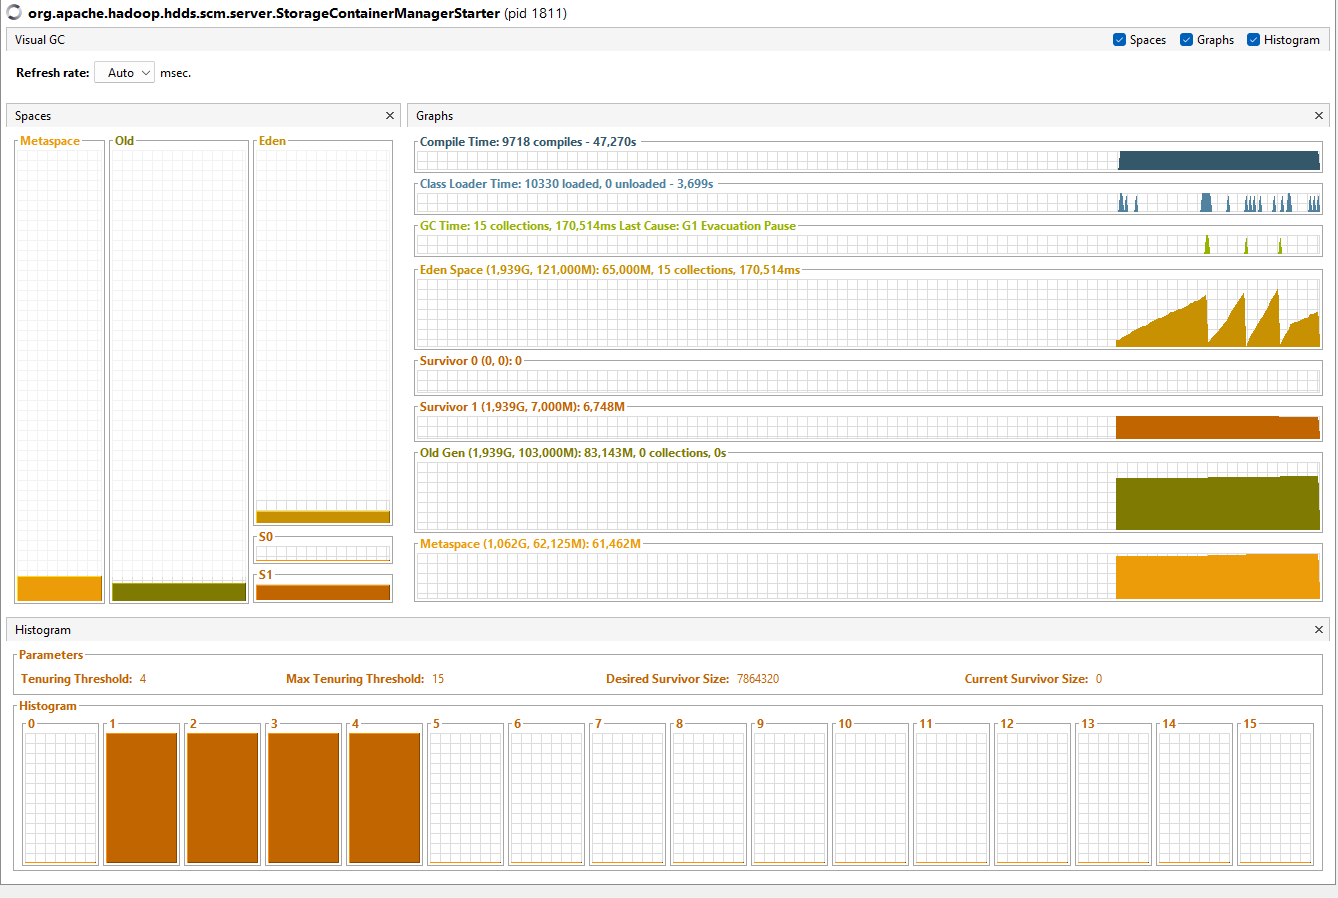 org.apache.hadoop.hdds.scm.server.StorageContainerManagerStarter (pid 1811)
Visual GC
Spaces Graphs Histogram
Refresh rate: Auto msec.
Spaces
Metaspace Old Eden
S0
S1
Graphs
Compile Time: 9718 compiles - 47,270s
Class Loader Time: 10330 loaded, 0 unloaded - 3,699s
GC Time: 15 collections, 170,514ms Last Cause: G1 Evacuation Pause
Eden Space (1,939G, 121,000M): 65,000M, 15 collections, 170,514ms
Survivor 0 (0, 0): 0
Survivor 1 (1,939G, 7,000M): 6,748M
Old Gen (1,939G, 103,000M): 83,143M, 0 collections, 0s
Metaspace (1,062G, 62,125M): 61,462M
Histogram
Parameters
Tenuring Threshold: 4 Max Tenuring Threshold: 15 Desired Survivor Size: 7864320 Current Survivor Size: 0
Histogram
0 1 2 3 4 5 6 7 8 9 10 11 12 13 14 15